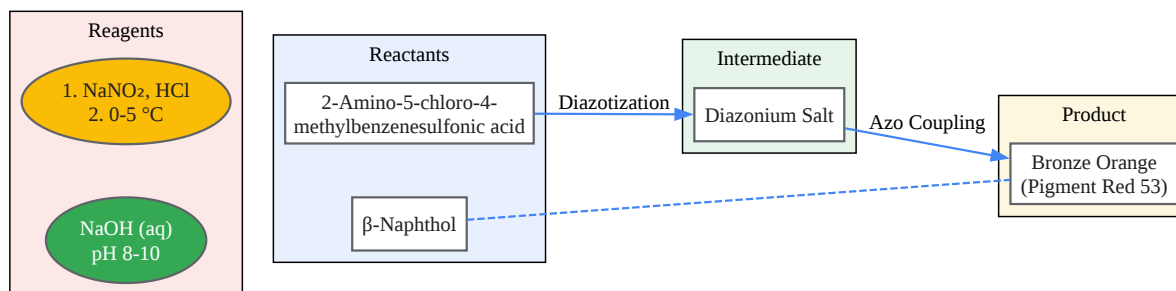 Reagents
1. NaNO₂, HCl
2. 0-5 °C
NaOH (aq)
pH 8-10
Reactants
2-Amino-5-chloro-4-
methylbenzenesulfonic acid
β-Naphthol
Diazotization
Intermediate
Diazonium Salt
Azo Coupling
Product
Bronze Orange
(Pigment Red 53)